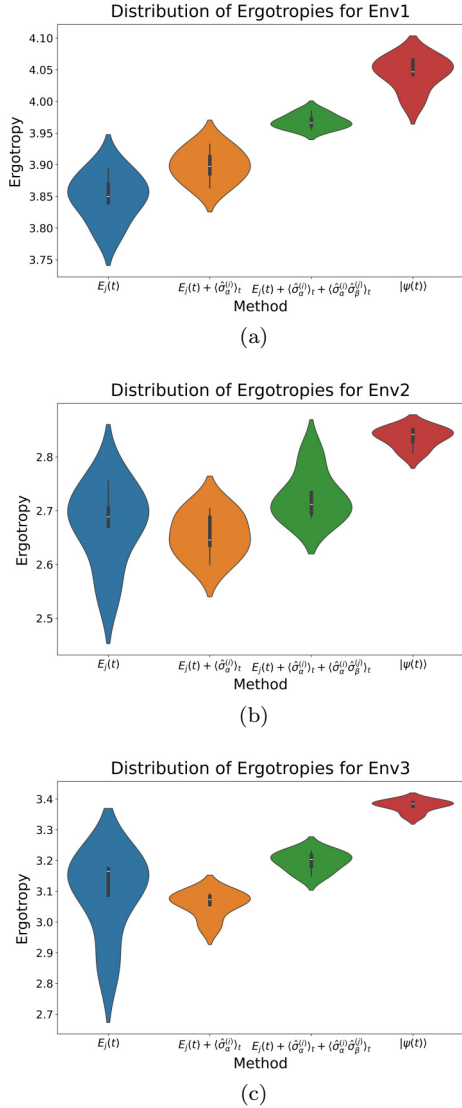 Distribution of Ergotropies for Env1
4.10
4.05
4.00
3.95
3.90
3.85
3.80
3.75
Ergotropy
E_j(t) E_j(t) + ⟨σ̂_α^(i)⟩_t E_j(t) + ⟨σ̂_α^(i)⟩_t + ⟨σ̂_α^(i) σ̂_β^(j)⟩_t |ψ(t)⟩
Method
(a)
Distribution of Ergotropies for Env2
2.8
2.7
2.6
2.5
Ergotropy
E_j(t) E_j(t) + ⟨σ̂_α^(i)⟩_t E_j(t) + ⟨σ̂_α^(i)⟩_t + ⟨σ̂_α^(i) σ̂_β^(j)⟩_t |ψ(t)⟩
Method
(b)
Distribution of Ergotropies for Env3
3.4
3.3
3.2
3.1
3.0
2.9
2.8
2.7
Ergotropy
E_j(t) E_j(t) + ⟨σ̂_α^(i)⟩_t E_j(t) + ⟨σ̂_α^(i)⟩_t + ⟨σ̂_α^(i) σ̂_β^(j)⟩_t |ψ(t)⟩
Method
(c)